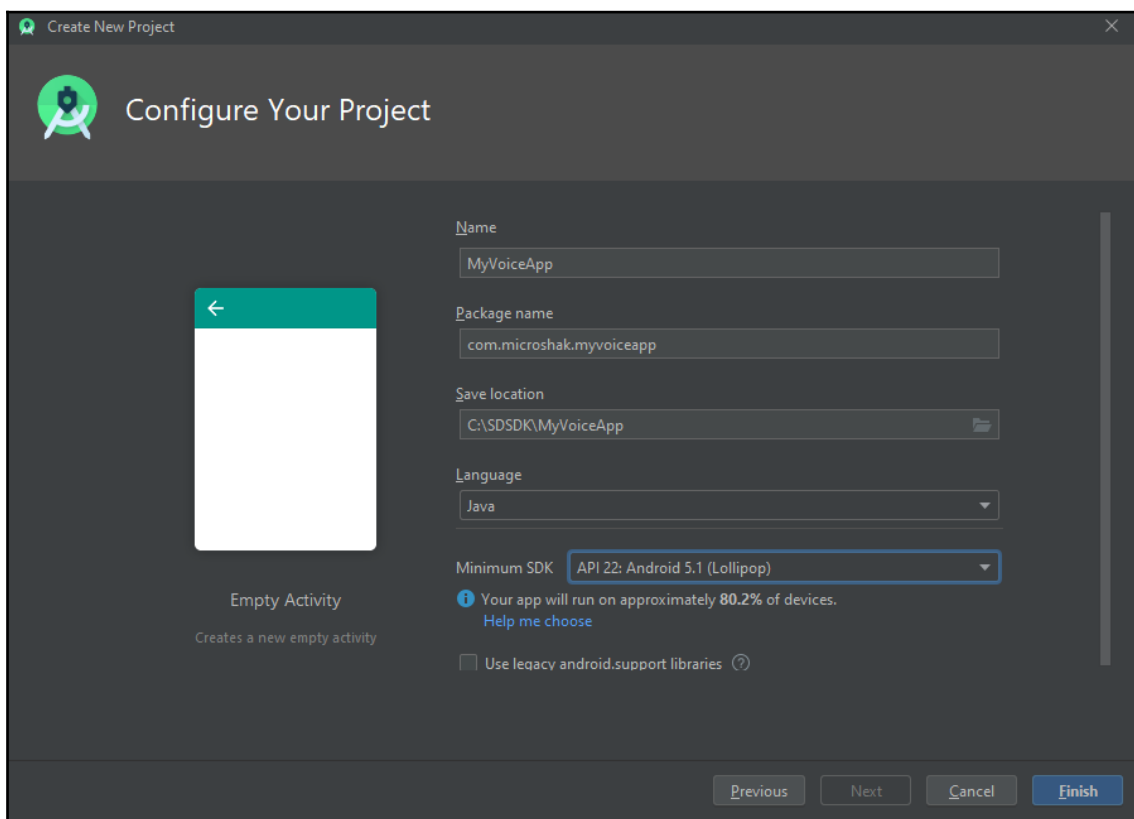 Create New Project
Configure Your Project
Name
MyVoiceApp
Package name
com.microshak.myvoiceapp
Save location
C:\SDSDK\MyVoiceApp
Language
Java
Minimum SDK API 22: Android 5.1 (Lollipop)
Your app will run on approximately 80.2% of devices.
Help me choose
Use legacy android.support libraries ?
Empty Activity
Creates a new empty activity
Previous Next Cancel Finish